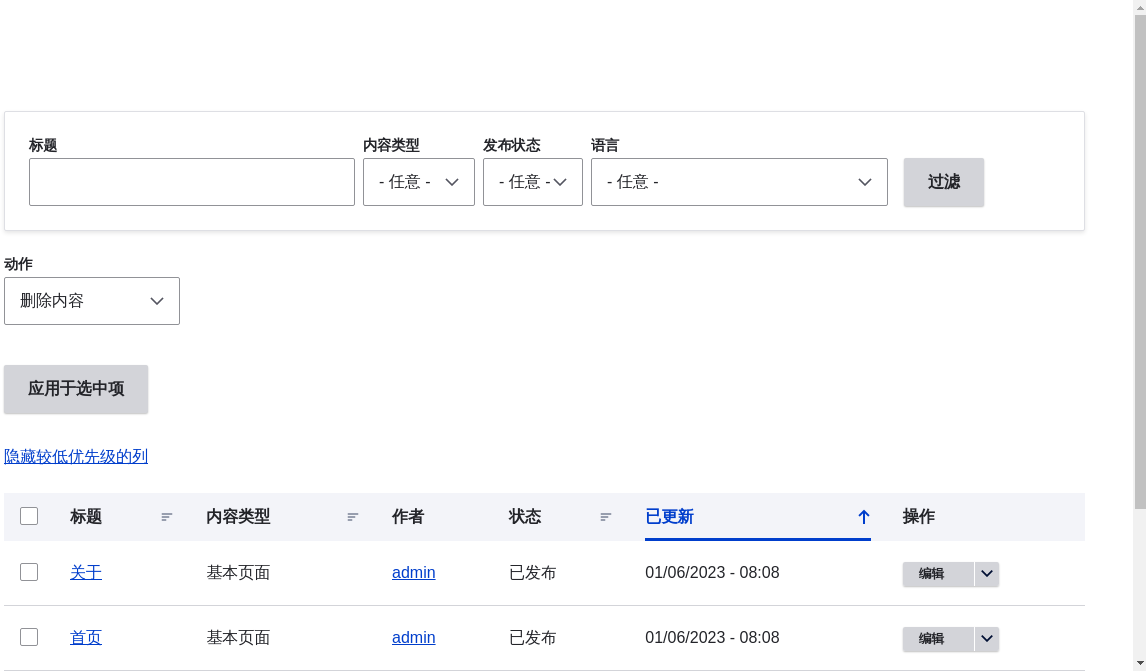 标题 内容类型 发布状态 语言
- 任意 - - 任意 - - 任意 - 过滤
动作
删除内容
应用于选中项
隐藏较低优先级的列
标题 内容类型 作者 状态 已更新 操作
关于 基本页面 admin 已发布 01/06/2023 - 08:08 编辑
首页 基本页面 admin 已发布 01/06/2023 - 08:08 编辑